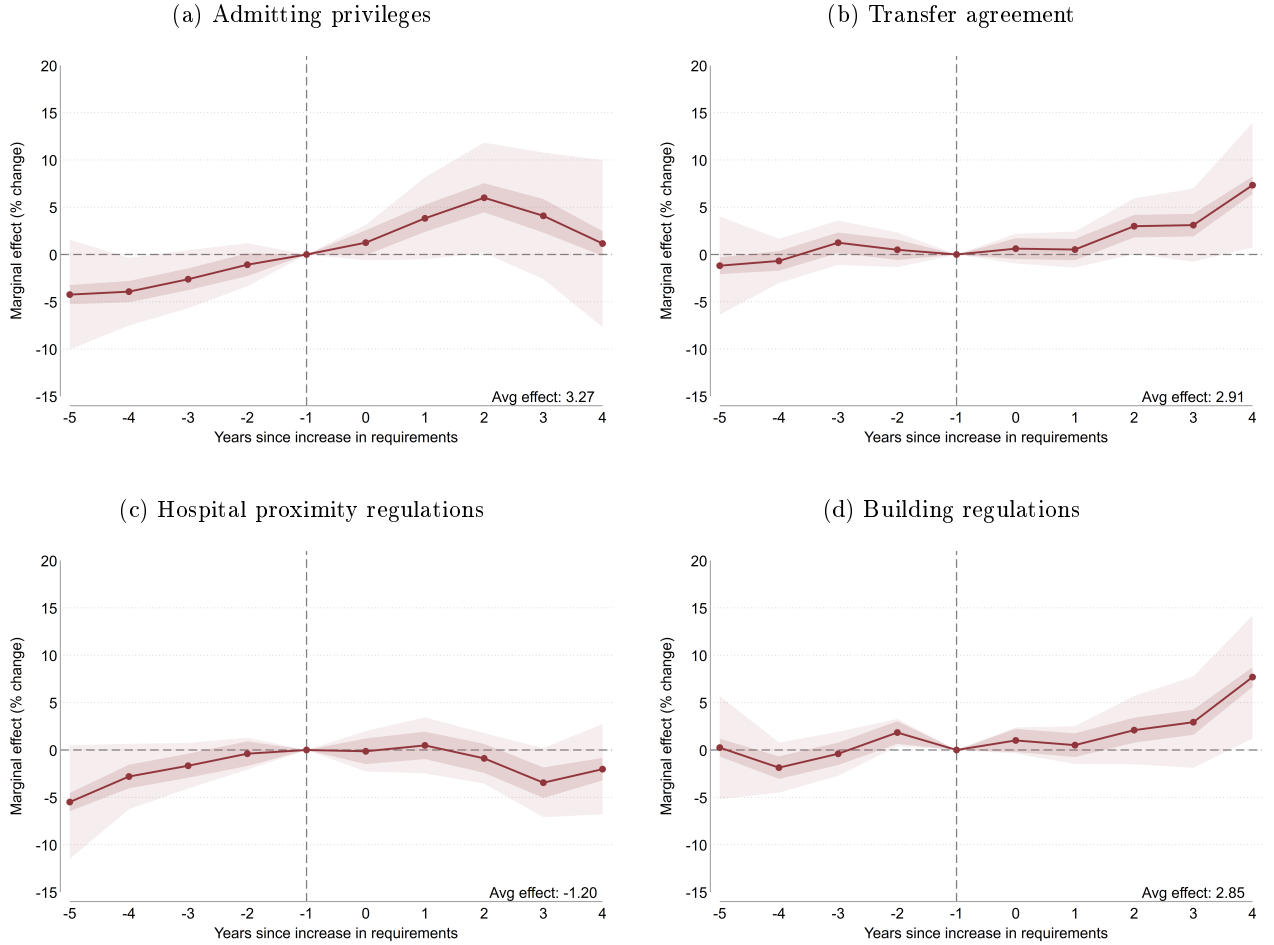 (a) Admitting privileges
20
15
10
5
0
-5
-10
-15
Marginal effect (% change)
Avg effect: 3.27
-5 -4 -3 -2 -1 0 1 2 3 4
Years since increase in requirements
(b) Transfer agreement
20
15
10
5
0
-5
-10
-15
Marginal effect (% change)
Avg effect: 2.91
-5 -4 -3 -2 -1 0 1 2 3 4
Years since increase in requirements
(c) Hospital proximity regulations
20
15
10
5
0
-5
-10
-15
Marginal effect (% change)
Avg effect: -1.20
-5 -4 -3 -2 -1 0 1 2 3 4
Years since increase in requirements
(d) Building regulations
20
15
10
5
0
-5
-10
-15
Marginal effect (% change)
Avg effect: 2.85
-5 -4 -3 -2 -1 0 1 2 3 4
Years since increase in requirements